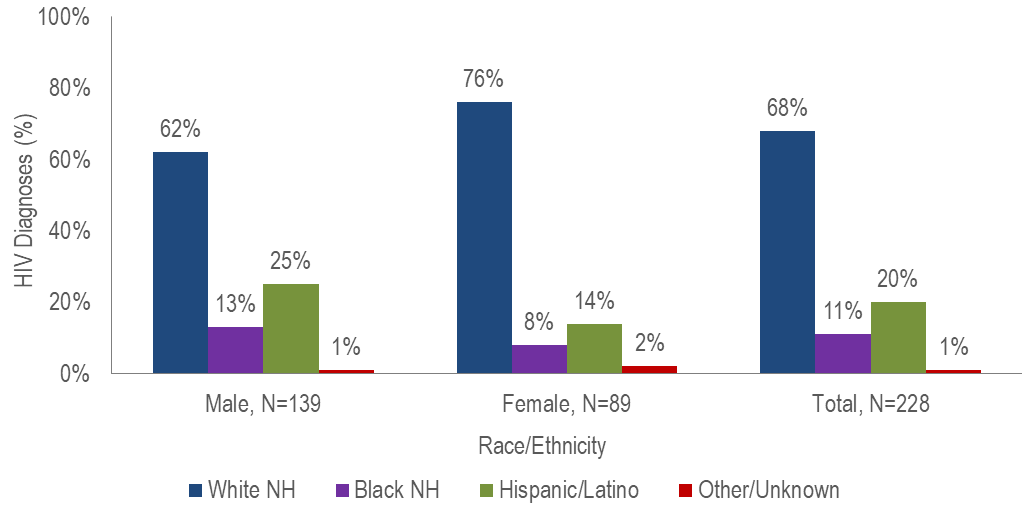 100%
80%
60%
40%
20%
0%
HIV Diagnoses (%)
62%
13%
25%
1%
76%
8%
14%
2%
68%
11%
20%
1%
Male, N=139
Female, N=89
Total, N=228
Race/Ethnicity
White NH
Black NH
Hispanic/Latino
Other/Unknown